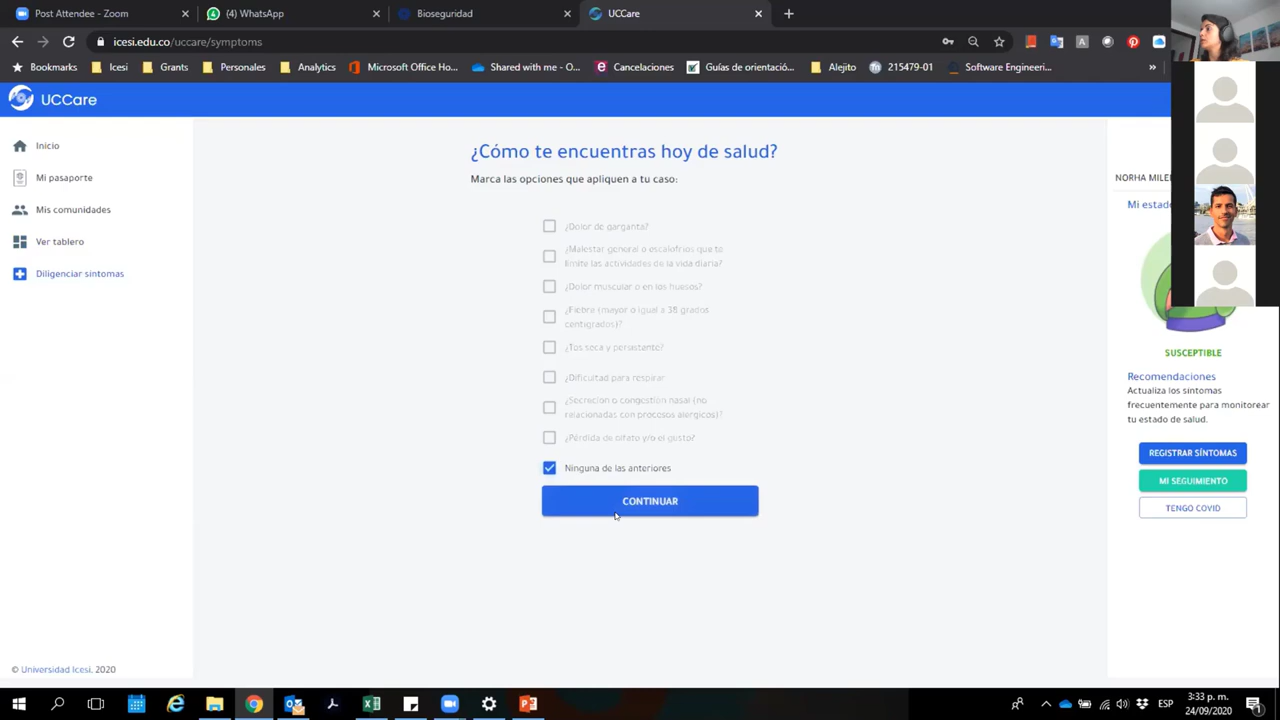 Post Attendee - Zoom
(4) WhatsApp
Bioseguridad
UCCare
icesi.edu.co/uccare/symptoms
Bookmarks
Icesi
Grants
Personales
Analytics
Microsoft Office Ho...
Shared with me - O...
Cancelaciones
Guías de orientació...
Alejito
215479-01
Software Engineeri...
UCCare
Inicio
Mi pasaporte
Mis comunidades
Ver tablero
Diligenciar síntomas
¿Cómo te encuentras hoy de salud?
Marca las opciones que apliquen a tu caso:
¿Dolor de garganta?
¿Malestar general o escalofríos que te
limite las actividades de la vida diaria?
¿Dolor muscular o en los huesos?
¿Fiebre (mayor o igual a 38 grados
centígrados)?
¿Tos seca y persistente?
¿Dificultad para respirar
¿Secreción o congestión nasal (no
relacionadas con procesos alérgicos)?
¿Pérdida de olfato y/o el gusto?
Ninguna de las anteriores
CONTINUAR
NORHA MILE
Mi estad
SUSCEPTIBLE
Recomendaciones
Actualiza los síntomas
frecuentemente para monitorear
tu estado de salud.
REGISTRAR SÍNTOMAS
MI SEGUIMIENTO
TENGO COVID
© Universidad Icesi, 2020
ESP
3:33 p. m.
24/09/2020